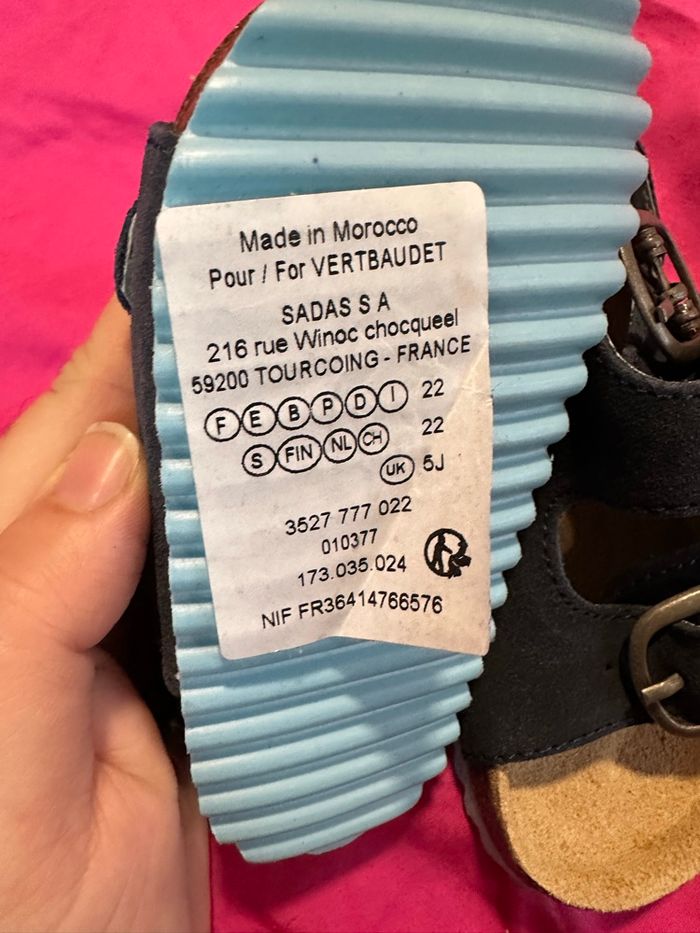 Made in Morocco
Pour / For VERTBAUDET
SADAS S A
216 rue Winoc chocqueel
59200 TOURCOING - FRANCE
F E B P D I 22
S FIN NL CH 22
UK 5J
3527 777 022
010377
173.035.024
NIF FR36414766576